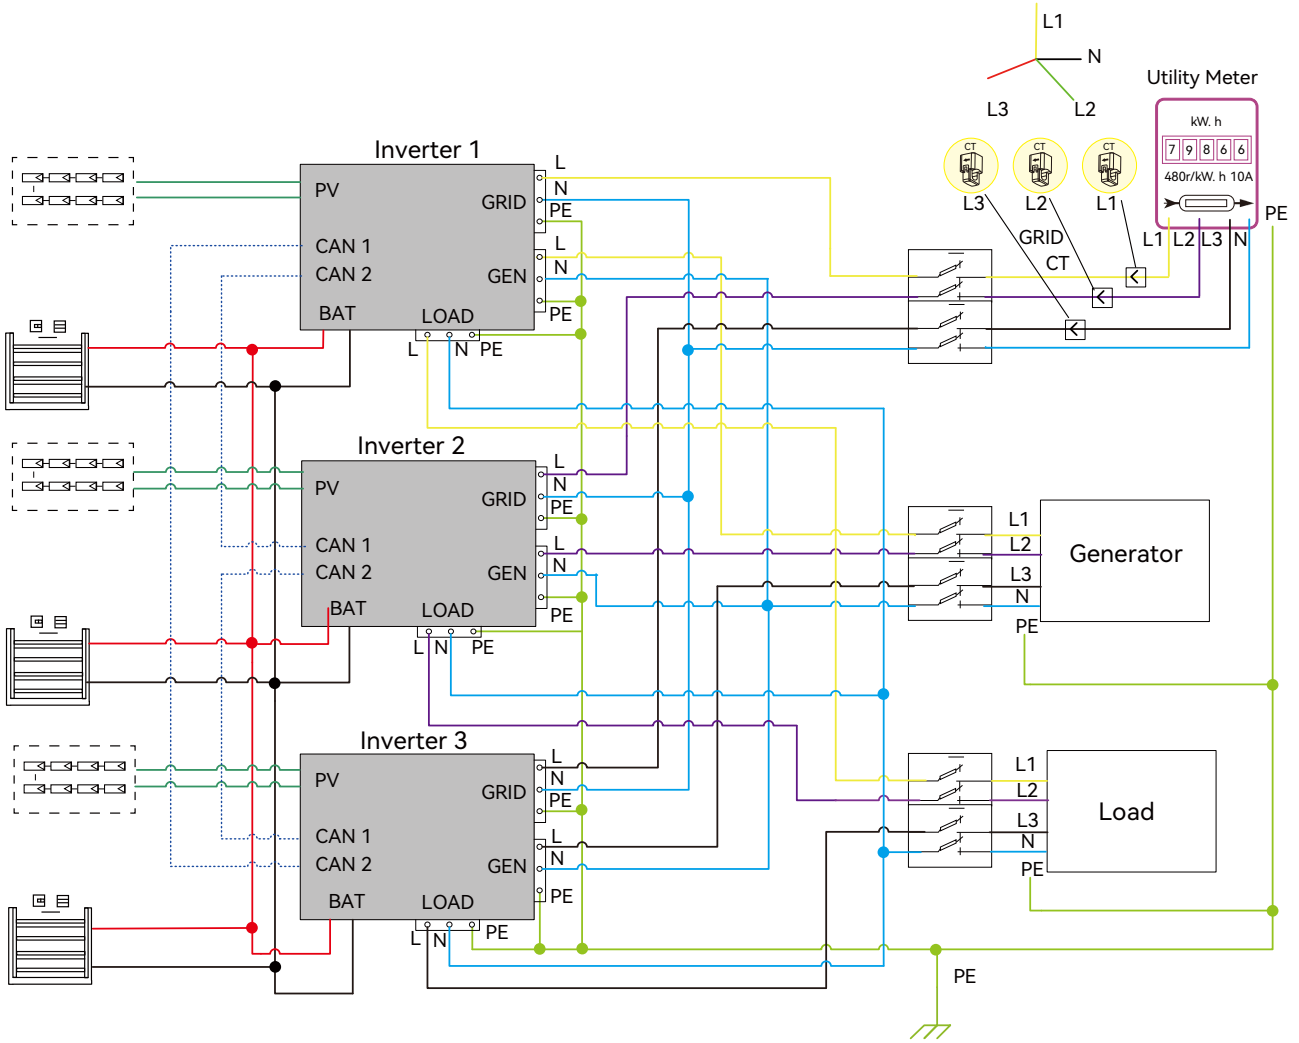 L1
N
L3
L2
Utility Meter
kW. h
7 9 8 6 6
480r/kW. h 10A
CT
CT
CT
L3
L2
L1
GRID
CT
L1 L2 L3 N
PE
Inverter 1
PV
CAN 1
CAN 2
BAT
GRID
GEN
LOAD
L
N
PE
L
N
PE
L
N
PE
Inverter 2
PV
CAN 1
CAN 2
BAT
GRID
GEN
LOAD
L
N
PE
L
N
PE
L
N
PE
Generator
L1
L2
L3
N
PE
Inverter 3
PV
CAN 1
CAN 2
BAT
GRID
GEN
LOAD
L
N
PE
L
N
PE
L
N
PE
Load
L1
L2
L3
N
PE
PE